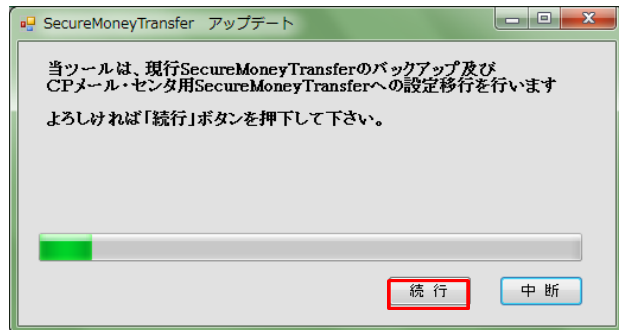 SecureMoneyTransfer アップデート
当ツールは、現行SecureMoneyTransferのバックアップ及び
CPメール・センタ用SecureMoneyTransferへの設定移行を行います
よろしければ「続行」ボタンを押下して下さい。
続 行
中 断